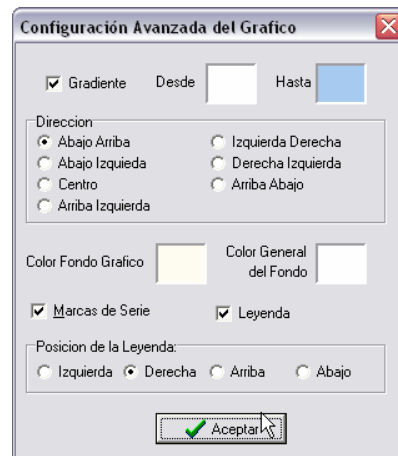 Configuración Avanzada del Grafico
Gradiente Desde Hasta
Direccion
Abajo Arriba Izquierda Derecha
Abajo Izquieda Derecha Izquierda
Centro Arriba Abajo
Arriba Izquierda
Color Fondo Grafico Color General
del Fondo
Marcas de Serie Leyenda
Posicion de la Leyenda:
Izquierda Derecha Arriba Abajo
Aceptar